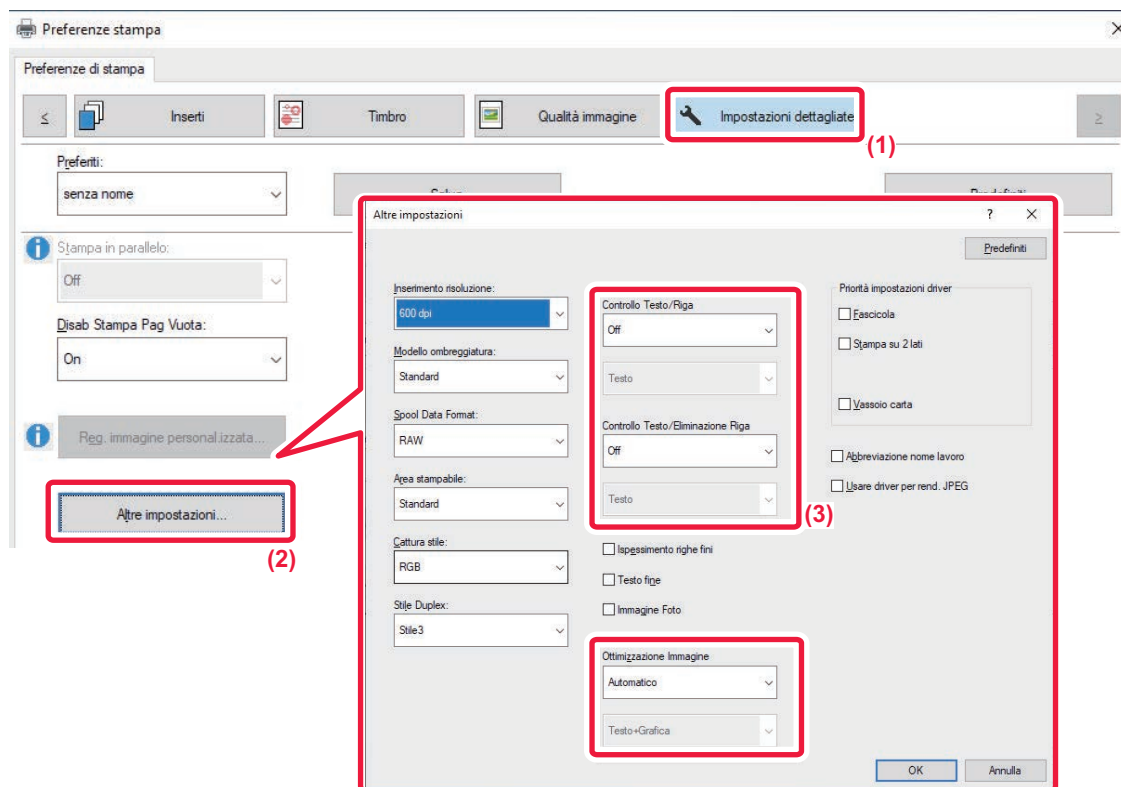 Preferenze stampa
Preferenze di stampa
<
Inserti
Timbro
Qualità immagine
Impostazioni dettagliate
>
(1)
Preferiti:
senza nome
Salva
Predefiniti
Stampa in parallelo:
Off
Disab Stampa Pag Vuota:
On
Reg. immagine personal.izzata...
Altre impostazioni...
(2)
Altre impostazioni
?
Predefiniti
Inserimento risoluzione:
600 dpi
Modello ombreggiatura:
Standard
Spool Data Format:
RAW
Area stampabile:
Standard
Cattura stile:
RGB
Stile Duplex:
Stile3
Controllo Testo/Riga
Off
Testo
Controllo Testo/Eliminazione Riga
Off
Testo
(3)
Ispessimento righe fini
Testo fine
Immagine Foto
Ottimizzazione Immagine
Automatico
Testo+Grafica
Priorità impostazioni driver
Fascicola
Stampa su 2 lati
Vassoio carta
Abbreviazione nome lavoro
Usare driver per rend. JPEG
OK
Annulla